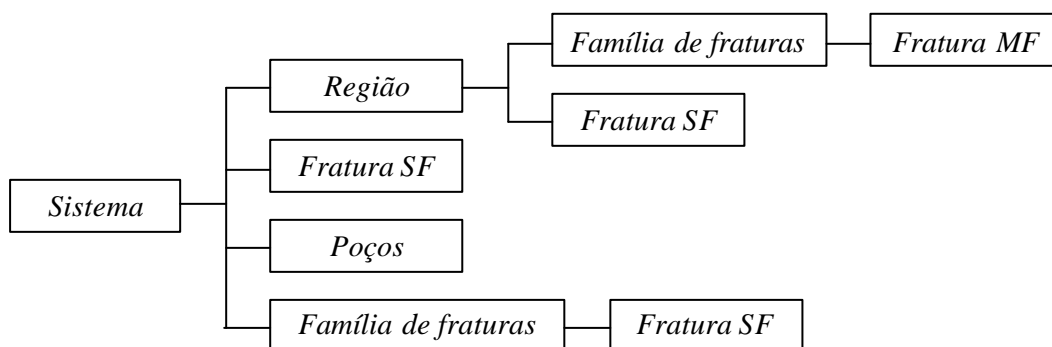 Família de fraturas
Fratura MF
Região
Fratura SF
Fratura SF
Sistema
Poços
Família de fraturas
Fratura SF